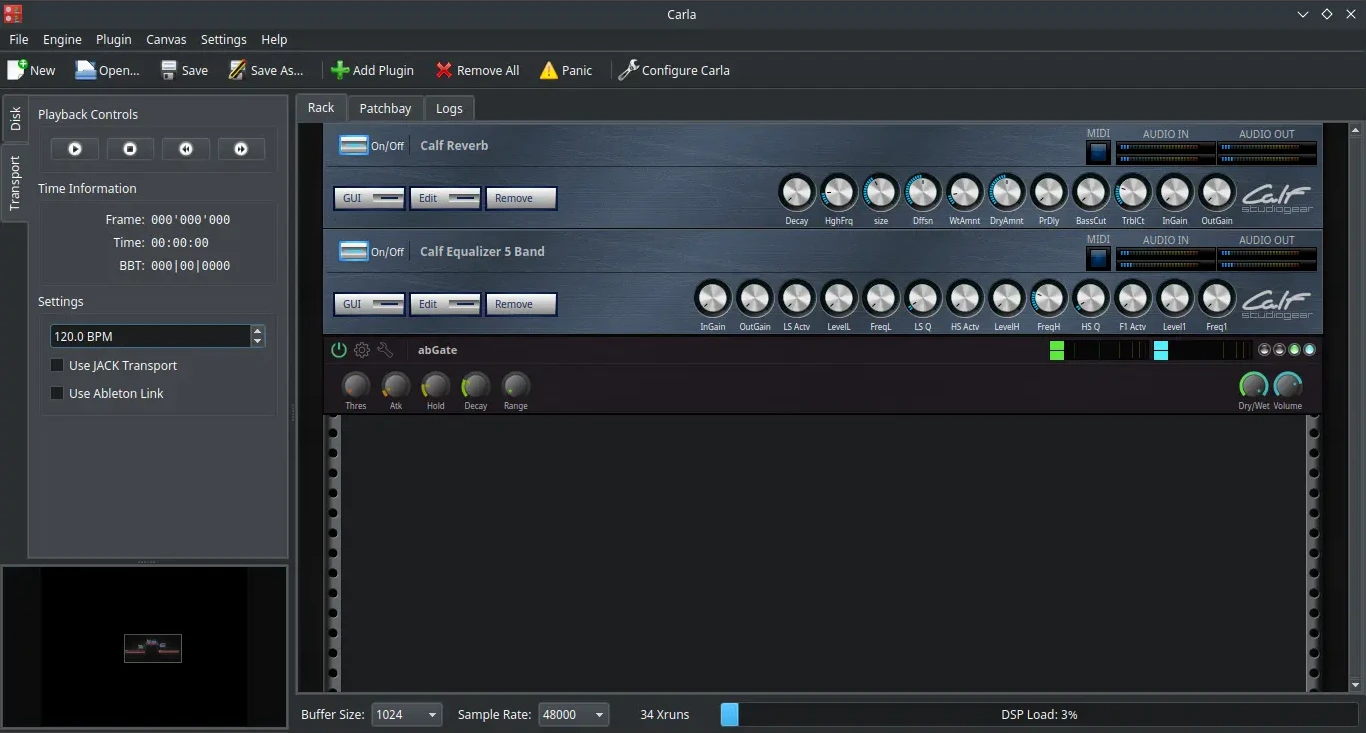 Carla
File Engine Plugin Canvas Settings Help
New Open... Save Save As... Add Plugin Remove All Panic Configure Carla
Disk
Transport
Playback Controls
Time Information
Frame: 000'000'000
Time: 00:00:00
BBT: 000|00|0000
Settings
120.0 BPM
Use JACK Transport
Use Ableton Link
Rack Patchbay Logs
On/Off Calf Reverb MIDI AUDIO IN AUDIO OUT
GUI Edit Remove
Decay HghFrq size Dffsn WtAmnt DryAmnt PrDly BassCut TrblCt InGain OutGain
Calf studiogear
On/Off Calf Equalizer 5 Band MIDI AUDIO IN AUDIO OUT
GUI Edit Remove
InGain OutGain LS Actv LevelL FreqL LS Q HS Actv LevelH FreqH HS Q F1 Actv Level1 Freq1
Calf studiogear
abGate
Thres Atk Hold Decay Range Dry/Wet Volume
Buffer Size: 1024 Sample Rate: 48000 34 Xruns DSP Load: 3%